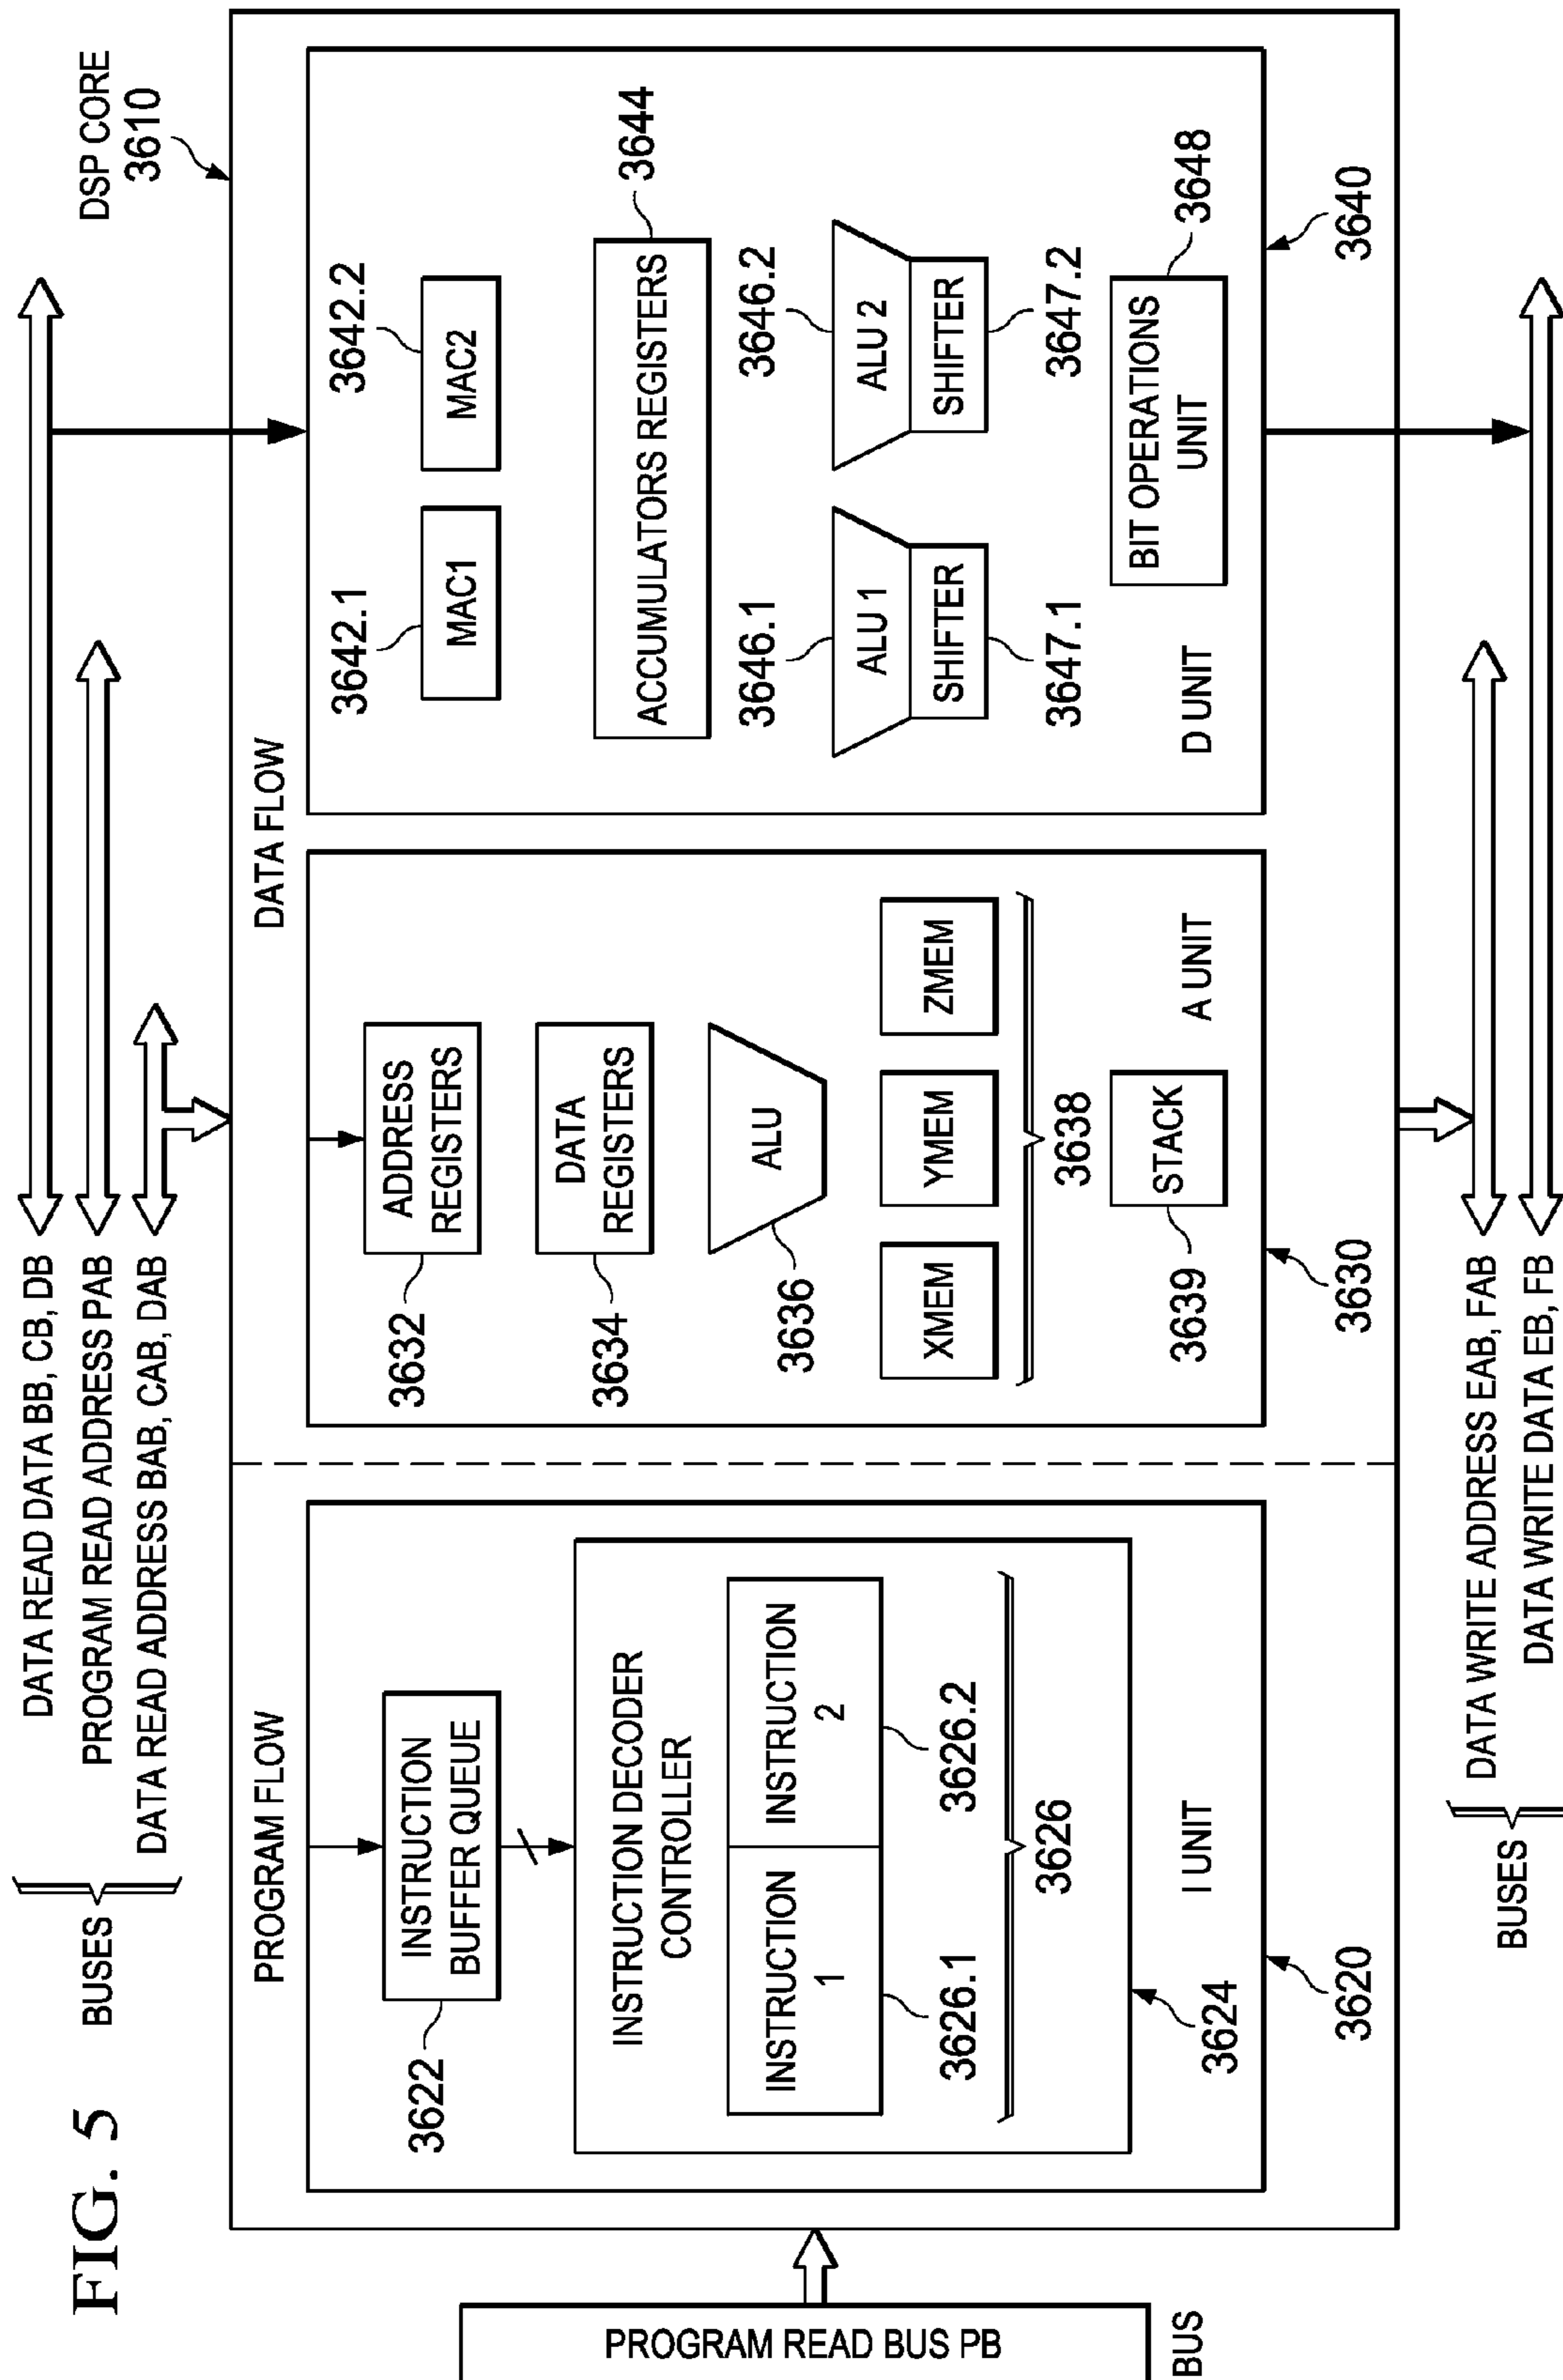 FIG. 5
BUSES
DATA READ DATA BB, CB, DB
PROGRAM READ ADDRESS PAB
DATA READ ADDRESS BAB, CAB, DAB
DSP CORE
3610
PROGRAM READ BUS PB
BUS
PROGRAM FLOW
3622
INSTRUCTION
BUFFER QUEUE
INSTRUCTION DECODER
CONTROLLER
INSTRUCTION
1
INSTRUCTION
2
3626.1
3626.2
3626
3624
I UNIT
3620
DATA FLOW
3632
ADDRESS
REGISTERS
3634
DATA
REGISTERS
3636
ALU
XMEM
YMEM
ZMEM
3638
3639
STACK
A UNIT
3630
3642.1
3642.2
MAC1
MAC2
ACCUMULATORS REGISTERS
3644
3646.1
3646.2
ALU 1
ALU 2
SHIFTER
SHIFTER
3647.1
3647.2
BIT OPERATIONS
UNIT
3648
D UNIT
3640
BUSES
DATA WRITE ADDRESS EAB, FAB
DATA WRITE DATA EB, FB